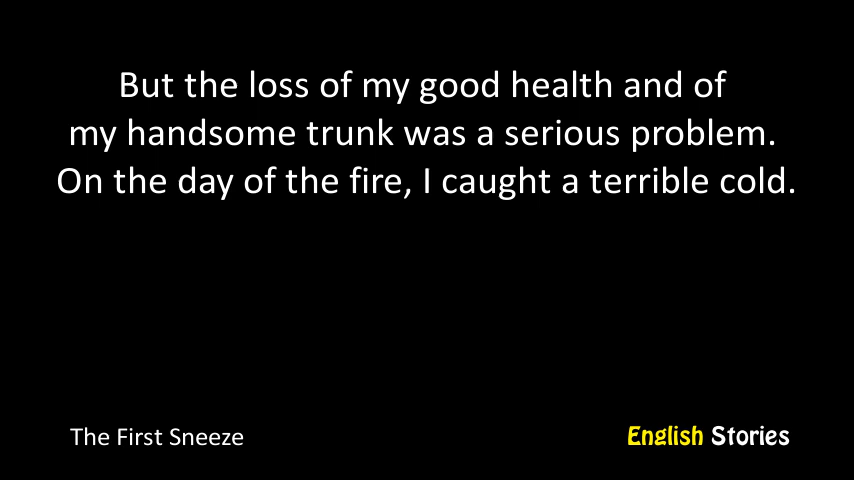 But the loss of my good health and of
my handsome trunk was a serious problem.
On the day of the fire, I caught a terrible cold.
The First Sneeze
English Stories